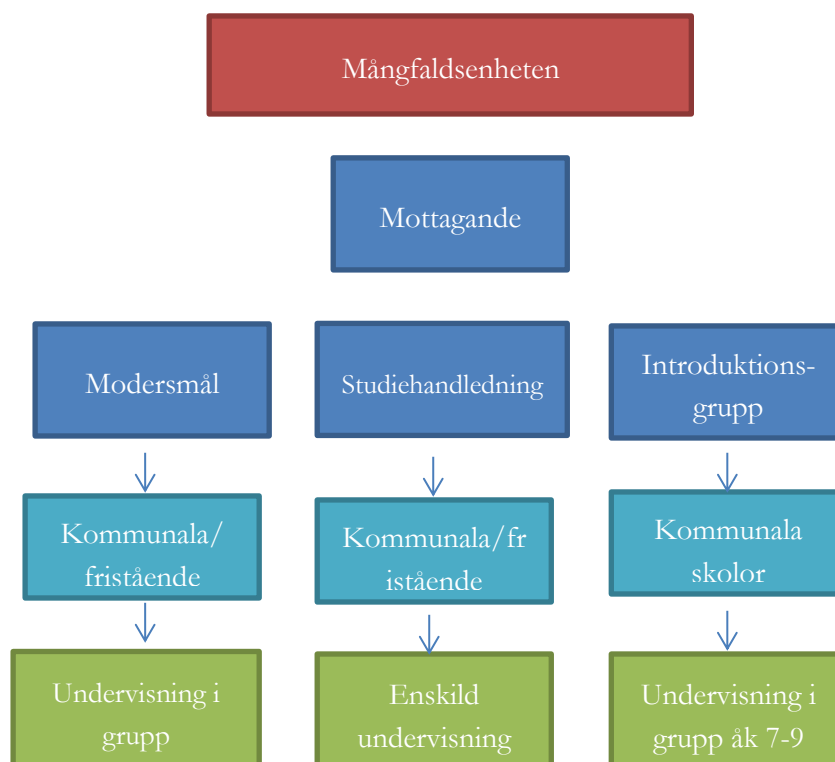 Mångfaldsenheten
Mottagande
Modersmål
Studiehandledning
Introduktions-
grupp
Kommunala/
fristående
Kommunala/fr
istående
Kommunala
skolor
Undervisning i
grupp
Enskild
undervisning
Undervisning i
grupp åk 7-9